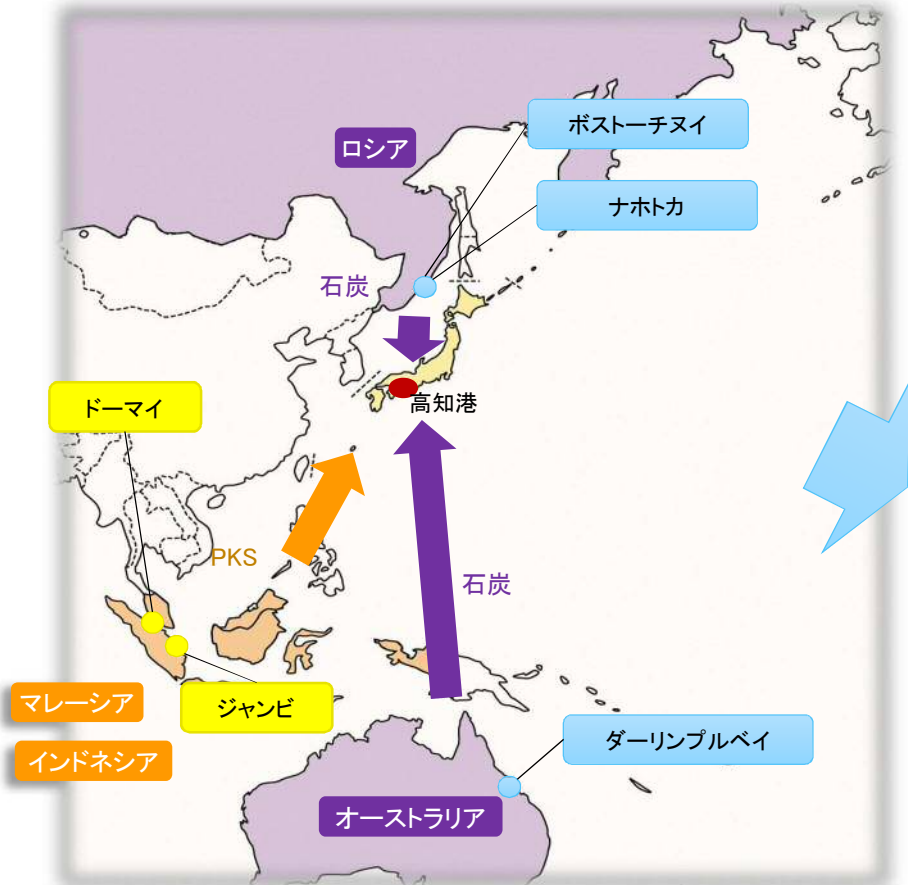 ボストーチヌイ
ロシア
ナホトカ
石炭
高知港
ドーマイ
PKS
石炭
マレーシア
ジャンビ
インドネシア
ダーリンプルベイ
オーストラリア